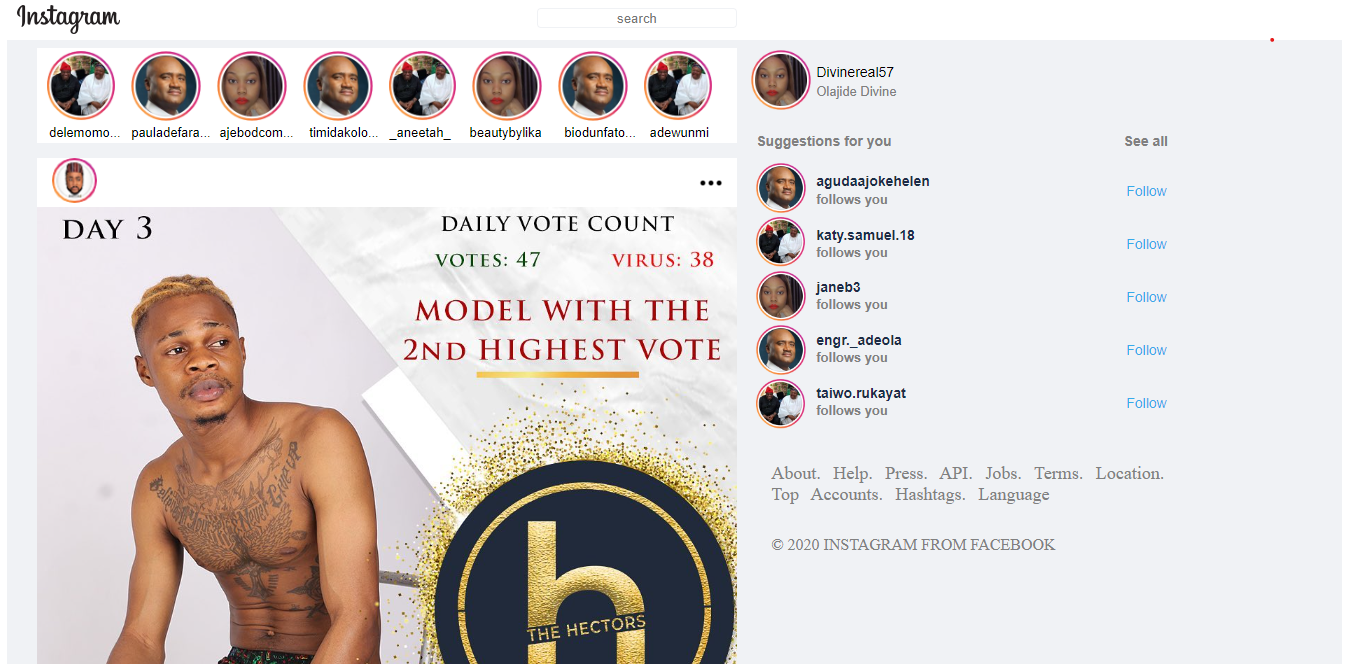 Instagram
search
delemomo...
pauladefara...
ajebodcom...
timidakolo...
_aneetah_
beautybylika
biodunfato...
adewunmi
DAY 3
DAILY VOTE COUNT
VOTES: 47
VIRUS: 38
MODEL WITH THE
2ND HIGHEST VOTE
h
THE HECTORS
Divinereal57
Olajide Divine
Suggestions for you
See all
agudaajokehelen
follows you
Follow
katy.samuel.18
follows you
Follow
janeb3
follows you
Follow
engr._adeola
follows you
Follow
taiwo.rukayat
follows you
Follow
About. Help. Press. API. Jobs. Terms. Location.
Top Accounts. Hashtags. Language
© 2020 INSTAGRAM FROM FACEBOOK